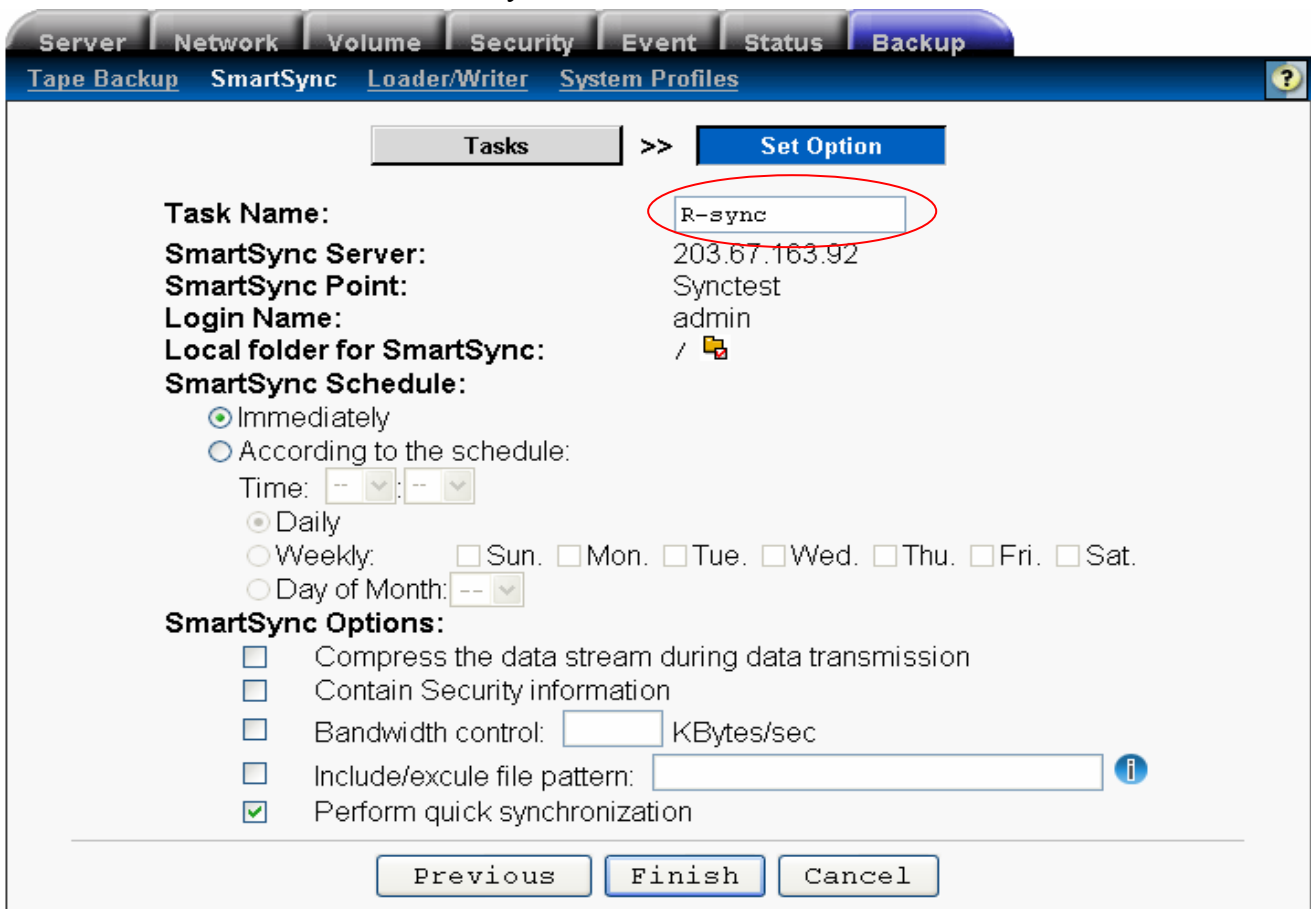 Server Network Volume Security Event Status Backup
Tape Backup SmartSync Loader/Writer System Profiles ?
Tasks >> Set Option
Task Name: R-sync
SmartSync Server: 203.67.163.92
SmartSync Point: Synctest
Login Name: admin
Local folder for SmartSync: /
SmartSync Schedule:
Immediately
According to the schedule:
Time: -- : --
Daily
Weekly: Sun. Mon. Tue. Wed. Thu. Fri. Sat.
Day of Month: --
SmartSync Options:
Compress the data stream during data transmission
Contain Security information
Bandwidth control: KBytes/sec
Include/excule file pattern: i
Perform quick synchronization
Previous Finish Cancel